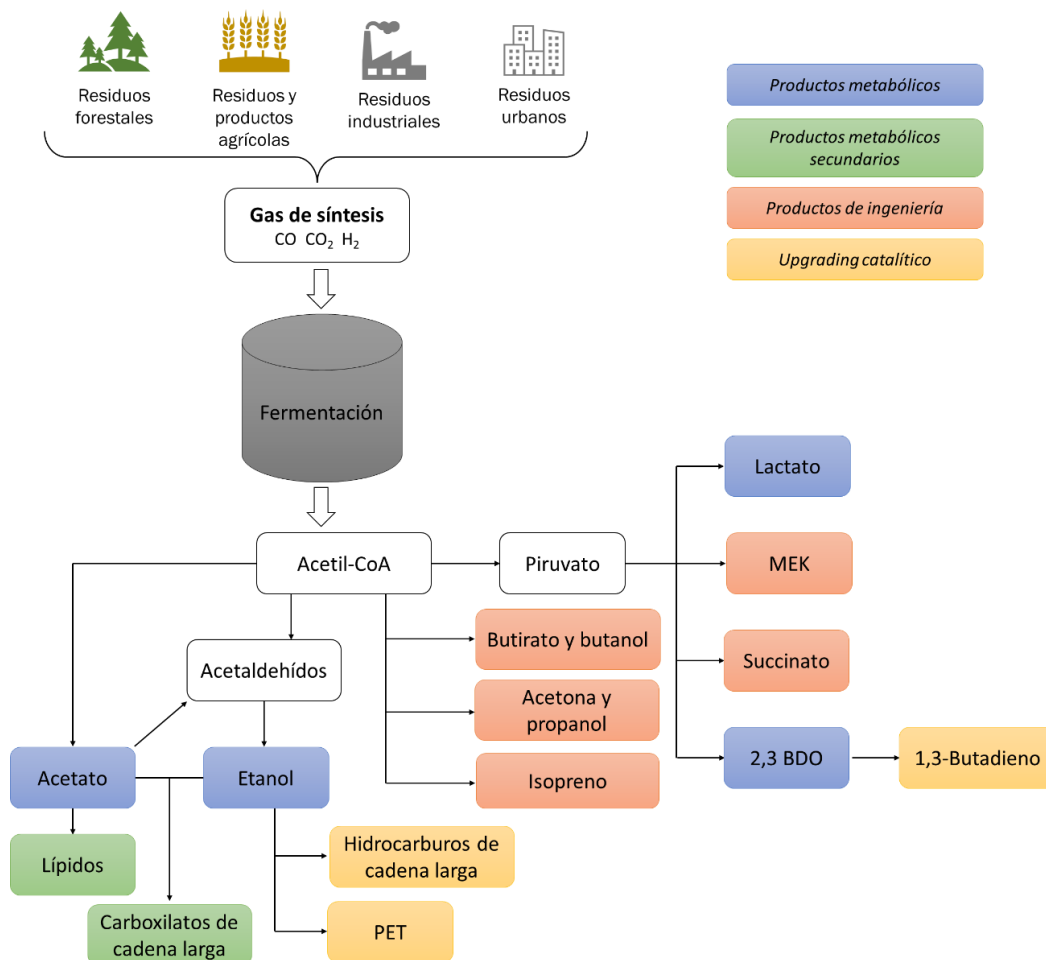 Residuos
forestales
Residuos y
productos
agrícolas
Residuos
industriales
Residuos
urbanos
Productos metabólicos
Productos metabólicos
secundarios
Productos de ingeniería
Upgrading catalítico
Gas de síntesis
CO CO₂ H₂
Fermentación
Acetil-CoA
Piruvato
Lactato
MEK
Succinato
2,3 BDO
1,3-Butadieno
Butirato y butanol
Acetona y
propanol
Isopreno
Acetaldehídos
Acetato
Etanol
Lípidos
Carboxilatos de
cadena larga
Hidrocarburos de
cadena larga
PET